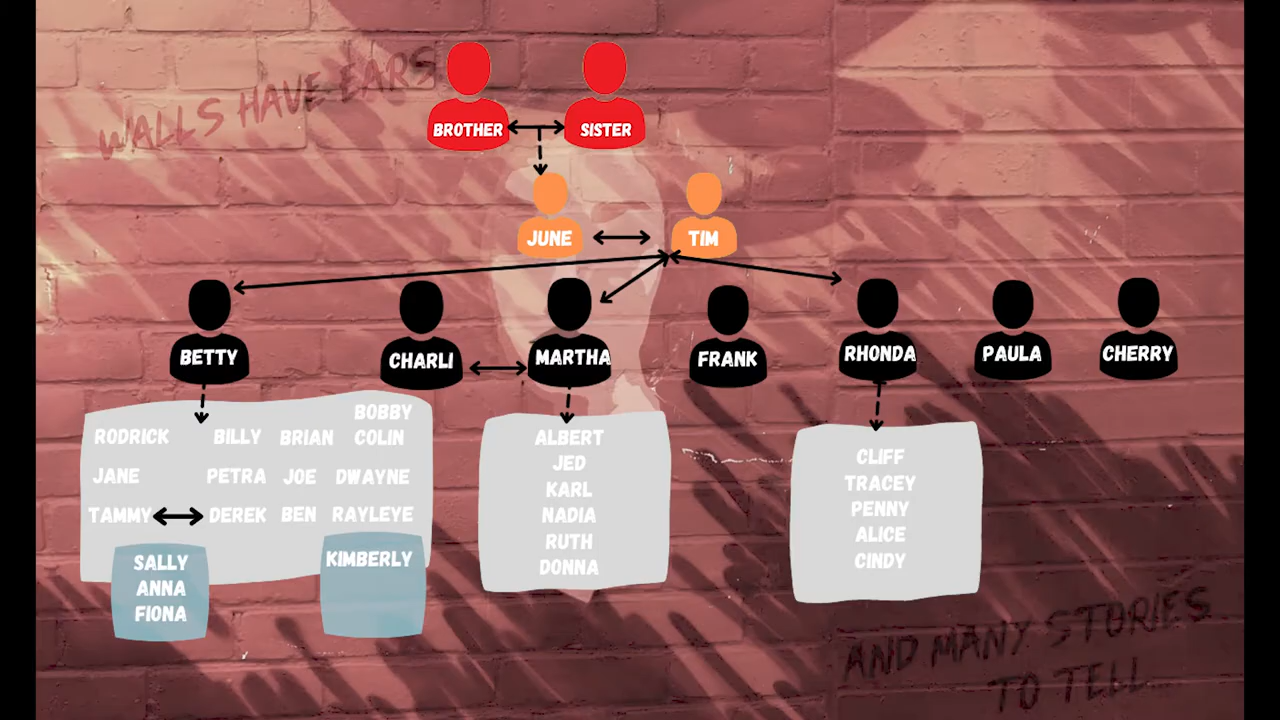 WALLS HAVE EARS
BROTHER SISTER
JUNE TIM
BETTY CHARLI MARTHA FRANK RHONDA PAULA CHERRY
BOBBY
RODRICK BILLY BRIAN COLIN
JANE PETRA JOE DWAYNE
TAMMY DEREK BEN RAYLEYE
SALLY
ANNA
FIONA
KIMBERLY
ALBERT
JED
KARL
NADIA
RUTH
DONNA
CLIFF
TRACEY
PENNY
ALICE
CINDY
AND MANY STORIES
TO TELL...